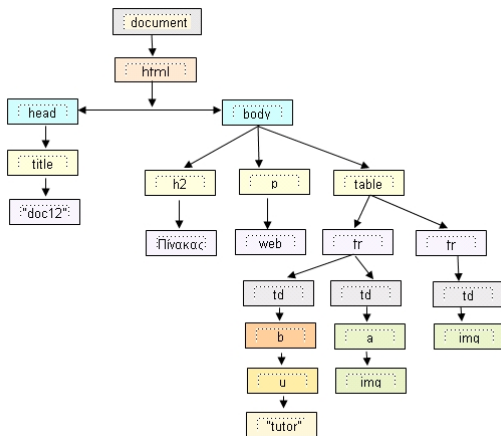 document
html
head
body
title
h2
p
table
"doc12"
Πίνακας
web
tr
tr
td
td
td
b
a
img
u
img
"tutor"